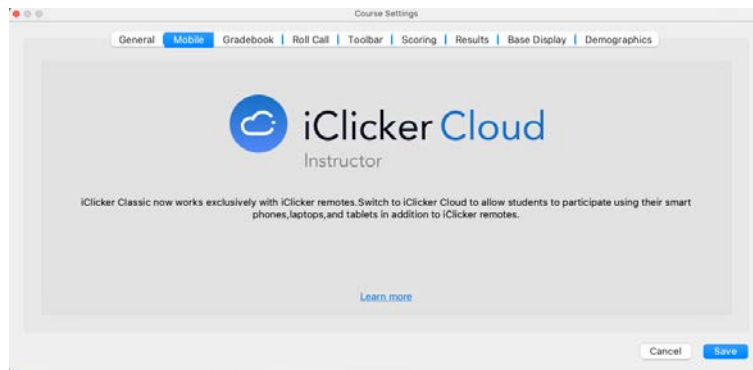 Course Settings
General Mobile Gradebook Roll Call Toolbar Scoring Results Base Display Demographics
iClicker Cloud
Instructor
iClicker Classic now works exclusively with iClicker remotes.Switch to iClicker Cloud to allow students to participate using their smart
phones,laptops,and tablets in addition to iClicker remotes.
Learn more
Cancel Save